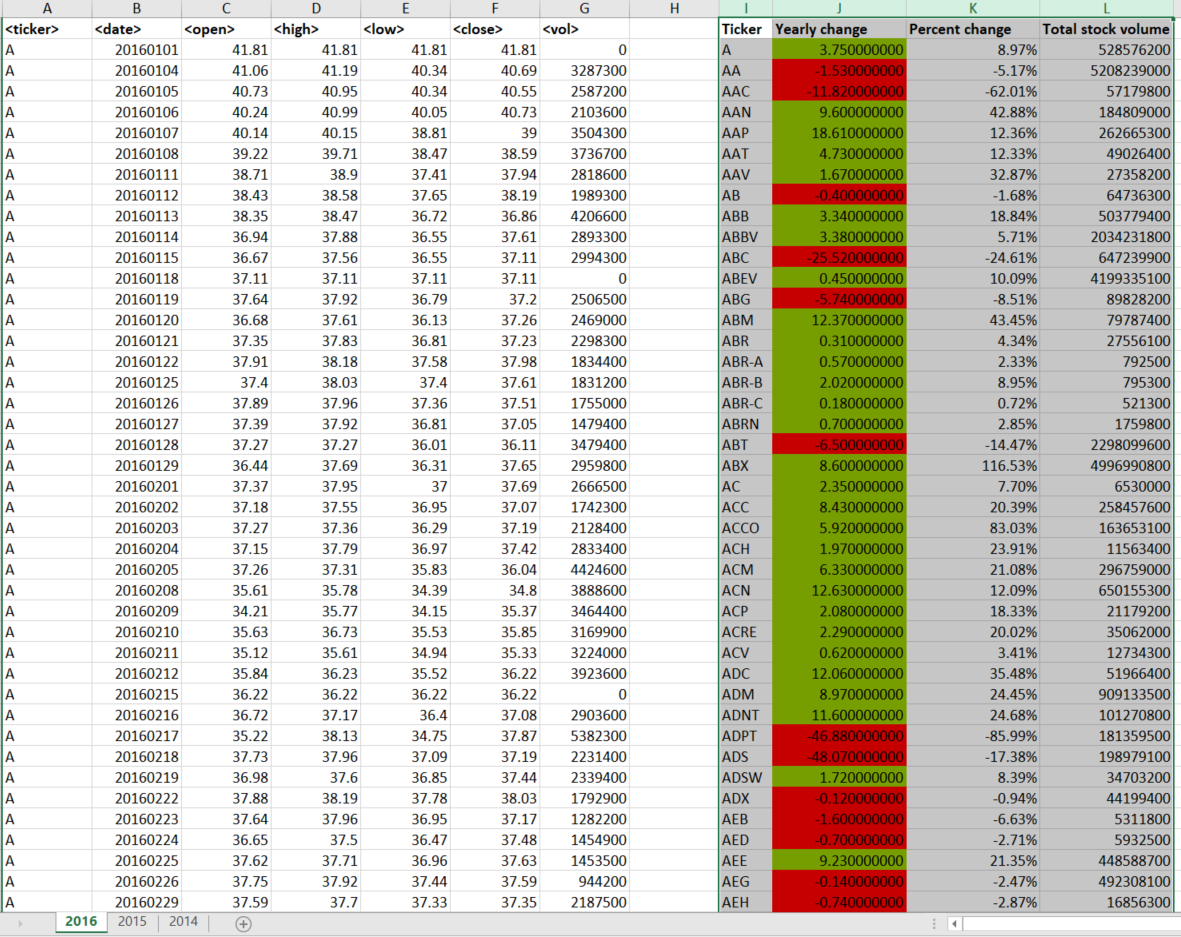 A B C D E F G H I J K L
<ticker> <date> <open> <high> <low> <close> <vol> Ticker Yearly change Percent change Total stock volume
A 20160101 41.81 41.81 41.81 41.81 0 A 3.750000000 8.97% 528576200
A 20160104 41.06 41.19 40.34 40.69 3287300 AA -1.530000000 -5.17% 5208239000
A 20160105 40.73 40.95 40.34 40.55 2587200 AAC -11.820000000 -62.01% 57179800
A 20160106 40.24 40.99 40.05 40.73 2103600 AAN 9.600000000 42.88% 184809000
A 20160107 40.14 40.15 38.81 39 3504300 AAP 18.610000000 12.36% 262665300
A 20160108 39.22 39.71 38.47 38.59 3736700 AAT 4.730000000 12.33% 49026400
A 20160111 38.71 38.9 37.41 37.94 2818600 AAV 1.670000000 32.87% 27358200
A 20160112 38.43 38.58 37.65 38.19 1989300 AB -0.400000000 -1.68% 64736300
A 20160113 38.35 38.47 36.72 36.86 4206600 ABB 3.340000000 18.84% 503779400
A 20160114 36.94 37.88 36.55 37.61 2893300 ABBV 3.380000000 5.71% 2034231800
A 20160115 36.67 37.56 36.55 37.11 2994300 ABC -25.520000000 -24.61% 647239900
A 20160118 37.11 37.11 37.11 37.11 0 ABEV 0.450000000 10.09% 4199335100
A 20160119 37.64 37.92 36.79 37.2 2506500 ABG -5.740000000 -8.51% 89828200
A 20160120 36.68 37.61 36.13 37.26 2469000 ABM 12.370000000 43.45% 79787400
A 20160121 37.35 37.83 36.81 37.23 2298300 ABR 0.310000000 4.34% 27556100
A 20160122 37.91 38.18 37.58 37.98 1834400 ABR-A 0.570000000 2.33% 792500
A 20160125 37.4 38.03 37.4 37.61 1831200 ABR-B 2.020000000 8.95% 795300
A 20160126 37.89 37.96 37.36 37.51 1755000 ABR-C 0.180000000 0.72% 521300
A 20160127 37.39 37.92 36.81 37.05 1479400 ABRN 0.700000000 2.85% 1759800
A 20160128 37.27 37.27 36.01 36.11 3479400 ABT -6.500000000 -14.47% 2298099600
A 20160129 36.44 37.69 36.31 37.65 2959800 ABX 8.600000000 116.53% 4996990800
A 20160201 37.37 37.95 37 37.69 2666500 AC 2.350000000 7.70% 6530000
A 20160202 37.18 37.55 36.95 37.07 1742300 ACC 8.430000000 20.39% 258457600
A 20160203 37.27 37.36 36.29 37.19 2128400 ACCO 5.920000000 83.03% 163653100
A 20160204 37.15 37.79 36.97 37.42 2833400 ACH 1.970000000 23.91% 11563400
A 20160205 37.26 37.31 35.83 36.04 4424600 ACM 6.330000000 21.08% 296759000
A 20160208 35.61 35.78 34.39 34.8 3888600 ACN 12.630000000 12.09% 650155300
A 20160209 34.21 35.77 34.15 35.37 3464400 ACP 2.080000000 18.33% 21179200
A 20160210 35.63 36.73 35.53 35.85 3169900 ACRE 2.290000000 20.02% 35062000
A 20160211 35.12 35.61 34.94 35.33 3224000 ACV 0.620000000 3.41% 12734300
A 20160212 35.84 36.23 35.52 36.22 3923600 ADC 12.060000000 35.48% 51966400
A 20160215 36.22 36.22 36.22 36.22 0 ADM 8.970000000 24.45% 909133500
A 20160216 36.72 37.17 36.4 37.08 2903600 ADNT 11.600000000 24.68% 101270800
A 20160217 35.22 38.13 34.75 37.87 5382300 ADPT -46.880000000 -85.99% 181359500
A 20160218 37.73 37.96 37.09 37.19 2231400 ADS -48.070000000 -17.38% 198979100
A 20160219 36.98 37.6 36.85 37.44 2339400 ADSW 1.720000000 8.39% 34703200
A 20160222 37.88 38.19 37.78 38.03 1792900 ADX -0.120000000 -0.94% 44199400
A 20160223 37.64 37.96 36.95 37.17 1282200 AEB -1.600000000 -6.63% 5311800
A 20160224 36.65 37.5 36.47 37.48 1454900 AED -0.700000000 -2.71% 5932500
A 20160225 37.62 37.71 36.96 37.63 1453500 AEE 9.230000000 21.35% 448588700
A 20160226 37.75 37.92 37.44 37.59 944200 AEG -0.140000000 -2.47% 492308100
A 20160229 37.59 37.7 37.33 37.35 2187500 AEH -0.740000000 -2.87% 16856300
2016 2015 2014